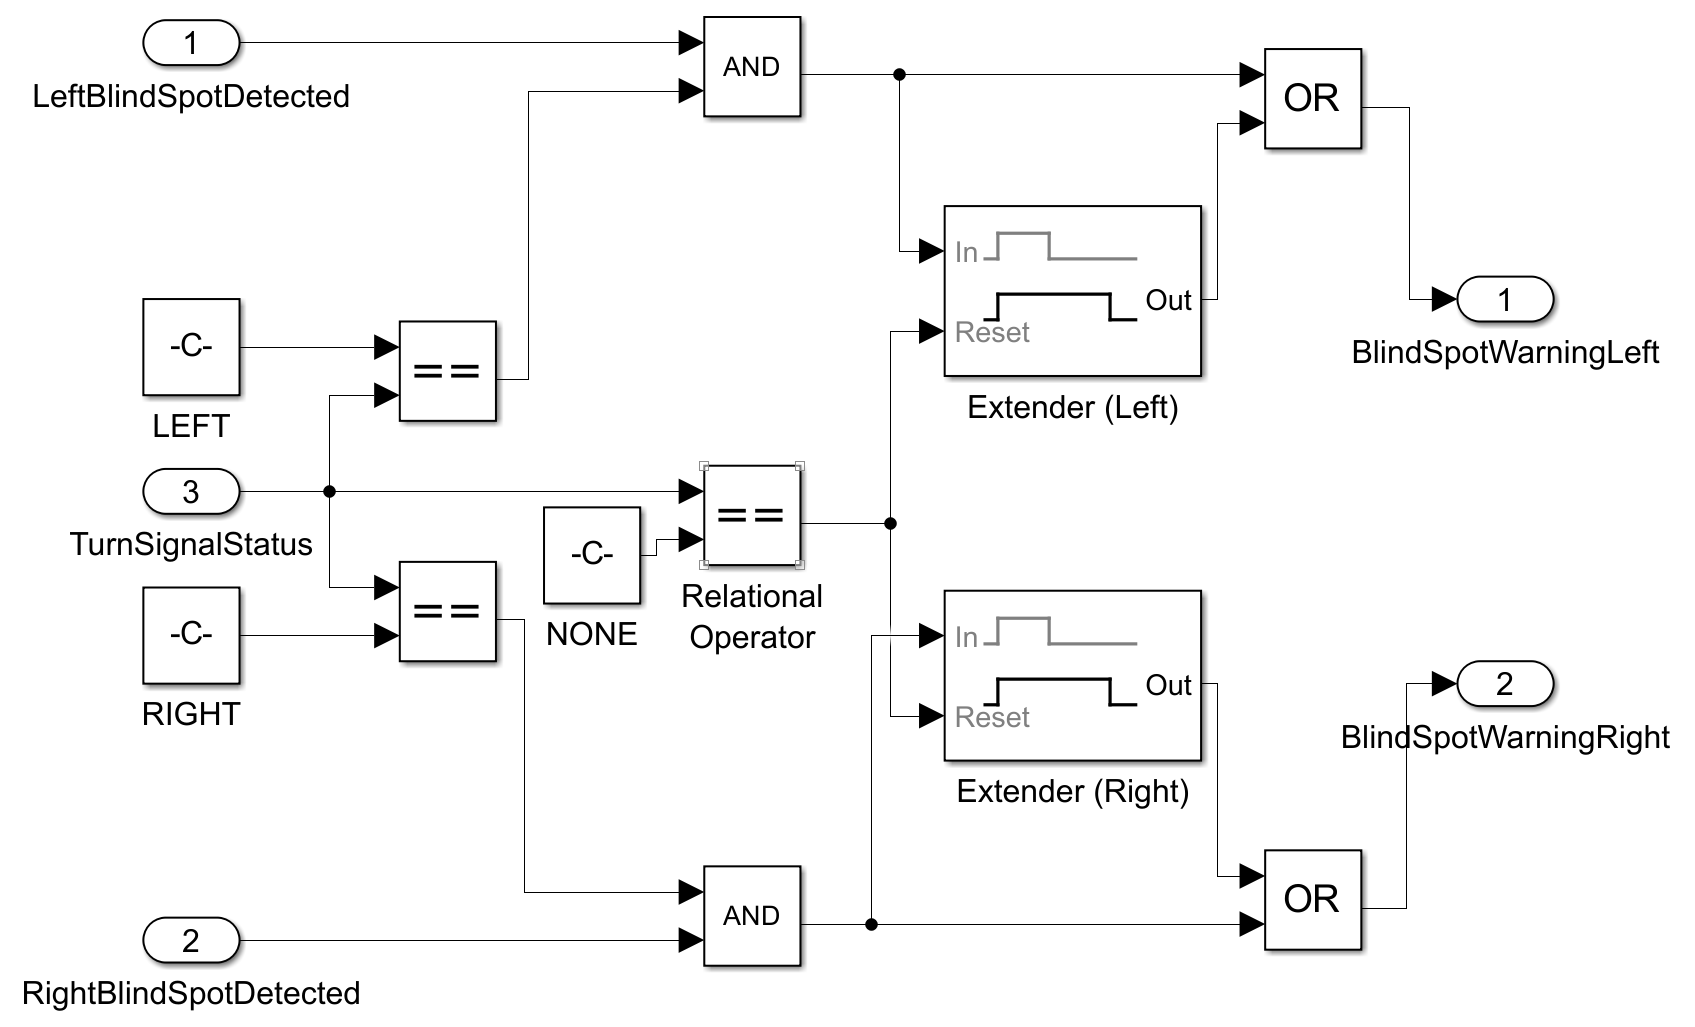 1
LeftBlindSpotDetected
AND
OR
In
Reset
Out
Extender (Left)
1
BlindSpotWarningLeft
-C-
LEFT
==
3
TurnSignalStatus
-C-
NONE
==
Relational
Operator
-C-
RIGHT
==
In
Reset
Out
Extender (Right)
2
BlindSpotWarningRight
AND
OR
2
RightBlindSpotDetected